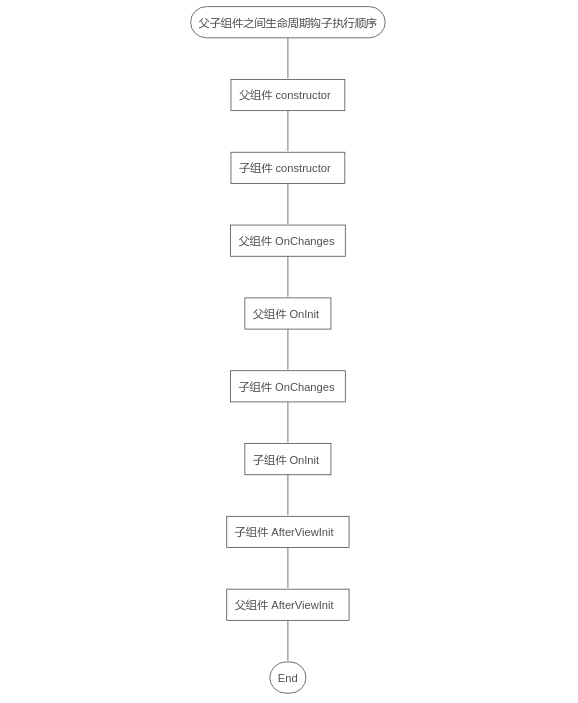 父子组件之间生命周期钩子执行顺序
父组件 constructor
子组件 constructor
父组件 OnChanges
父组件 OnInit
子组件 OnChanges
子组件 OnInit
子组件 AfterViewInit
父组件 AfterViewInit
End